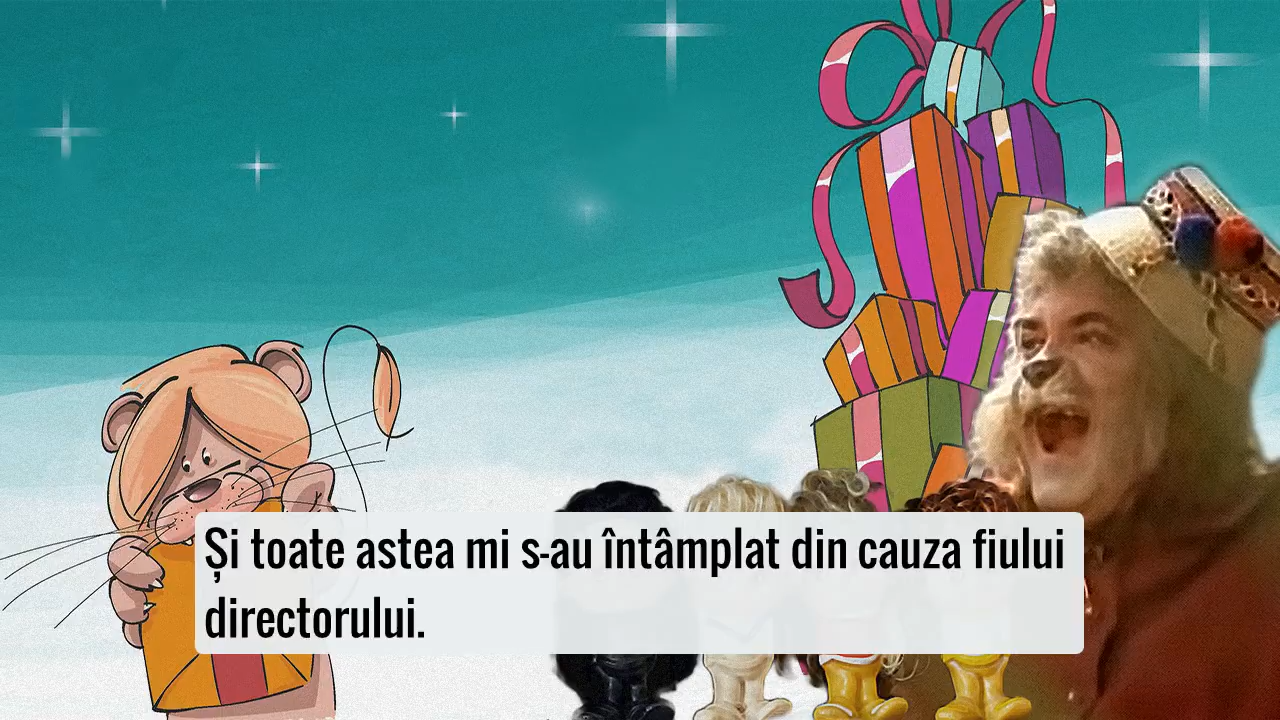 Și toate astea mi s-au întâmplat din cauza fiului
directorului.